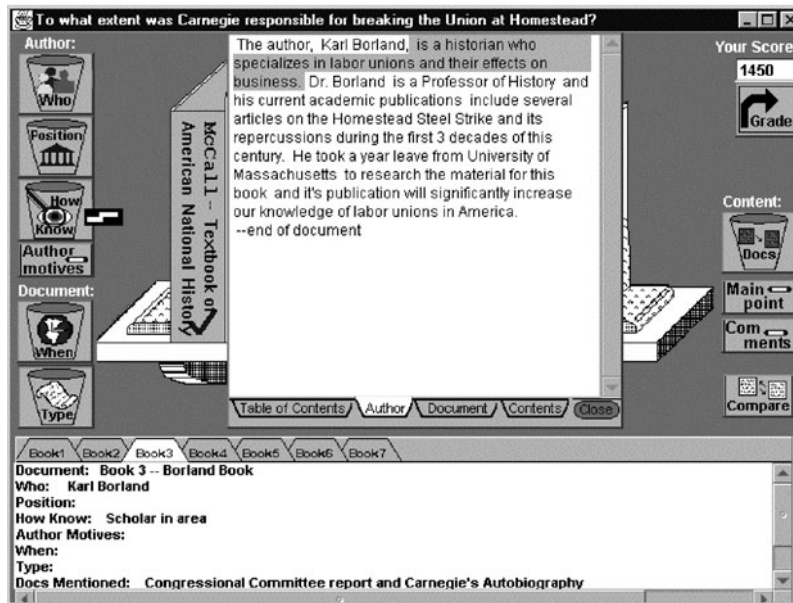 To what extent was Carnegie responsible for breaking the Union at Homestead?
Author:
Who
Position
How
Know
Author
motives
Document:
When
Type
McCall - Textbook of
American National History
The author, Karl Borland, is a historian who
specializes in labor unions and their effects on
business. Dr. Borland is a Professor of History and
his current academic publications include several
articles on the Homestead Steel Strike and its
repercussions during the first 3 decades of this
century. He took a year leave from University of
Massachusetts to research the material for this
book and it's publication will significantly increase
our knowledge of labor unions in America.
--end of document
Table of Contents Author Document Contents Close
Your Score
1450
Grade
Content:
Docs
Main
point
Com
ments
Compare
Book1 Book2 Book3 Book4 Book5 Book6 Book7
Document: Book 3 -- Borland Book
Who: Karl Borland
Position:
How Know: Scholar in area
Author Motives:
When:
Type:
Docs Mentioned: Congressional Committee report and Carnegie's Autobiography